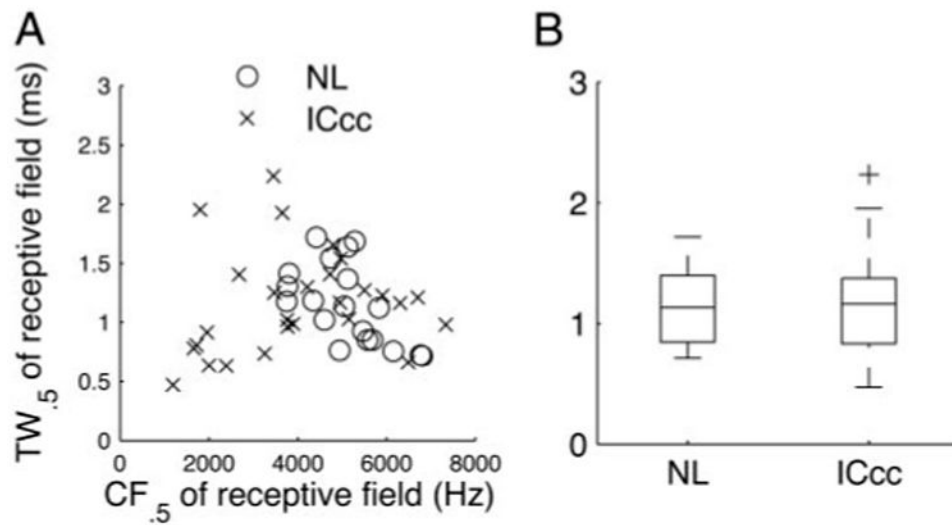 A
B
NL
ICcc
3
2.5
2
1.5
1
0.5
0
TW.5 of receptive field (ms)
0 2000 4000 6000 8000
CF.5 of receptive field (Hz)
3
2
1
0
NL ICcc